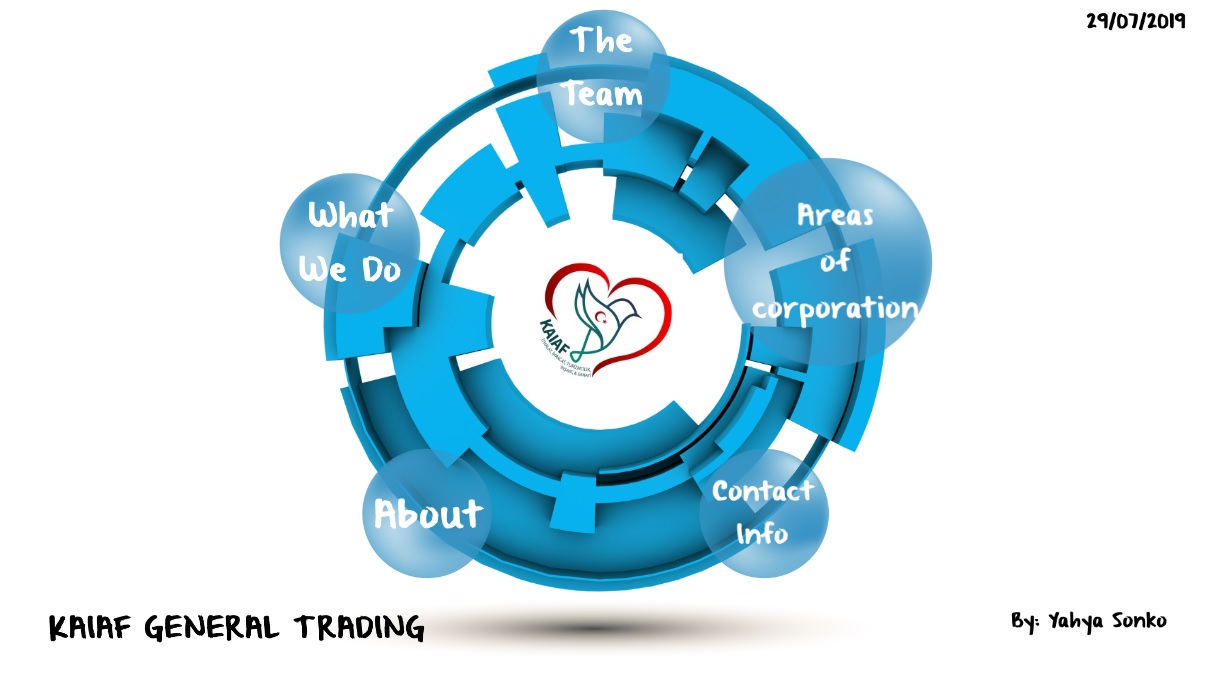 29/07/2019
The
Team
What
We Do
Areas
of
corporation
KAIAF
About
Contact
Info
KAIAF GENERAL TRADING
By: Yahya Sonko